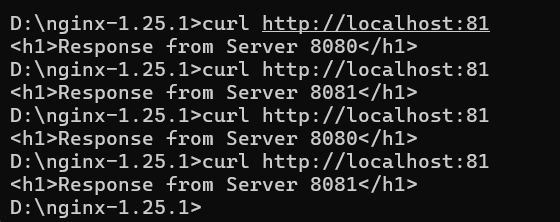 D:\nginx-1.25.1>curl http://localhost:81
<h1>Response from Server 8080</h1>
D:\nginx-1.25.1>curl http://localhost:81
<h1>Response from Server 8081</h1>
D:\nginx-1.25.1>curl http://localhost:81
<h1>Response from Server 8080</h1>
D:\nginx-1.25.1>curl http://localhost:81
<h1>Response from Server 8081</h1>
D:\nginx-1.25.1>